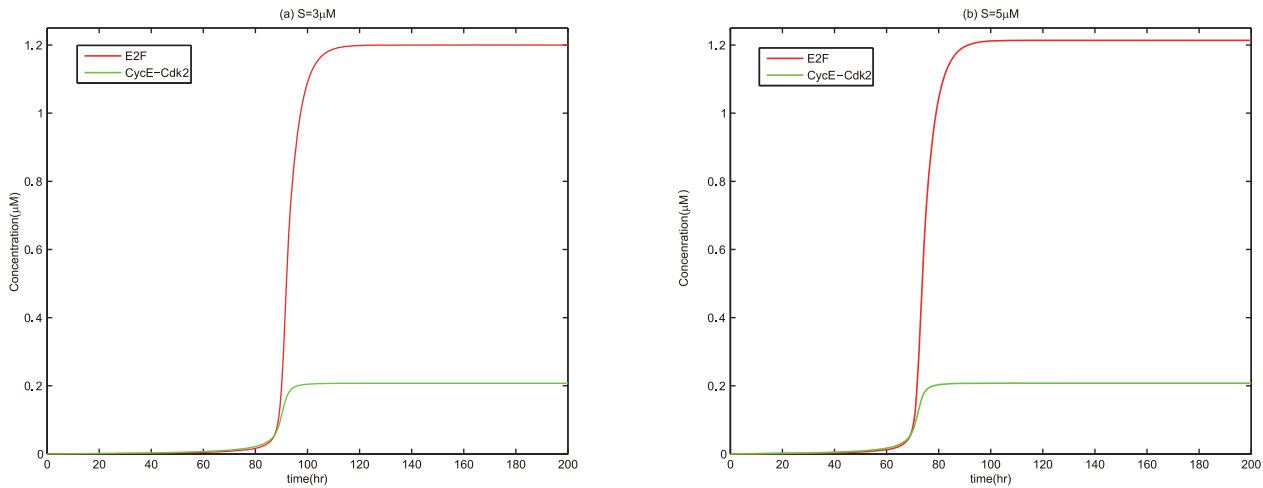 (a) S=3μM
1.2
1
0.8
0.6
0.4
0.2
0
Concentration(μM)
E2F
CycE−Cdk2
0 20 40 60 80 100 120 140 160 180 200
time(hr)
(b) S=5μM
1.2
1
0.8
0.6
0.4
0.2
0
Concenration(μM)
E2F
CycE−Cdk2
0 20 40 60 80 100 120 140 160 180 200
time(hr)